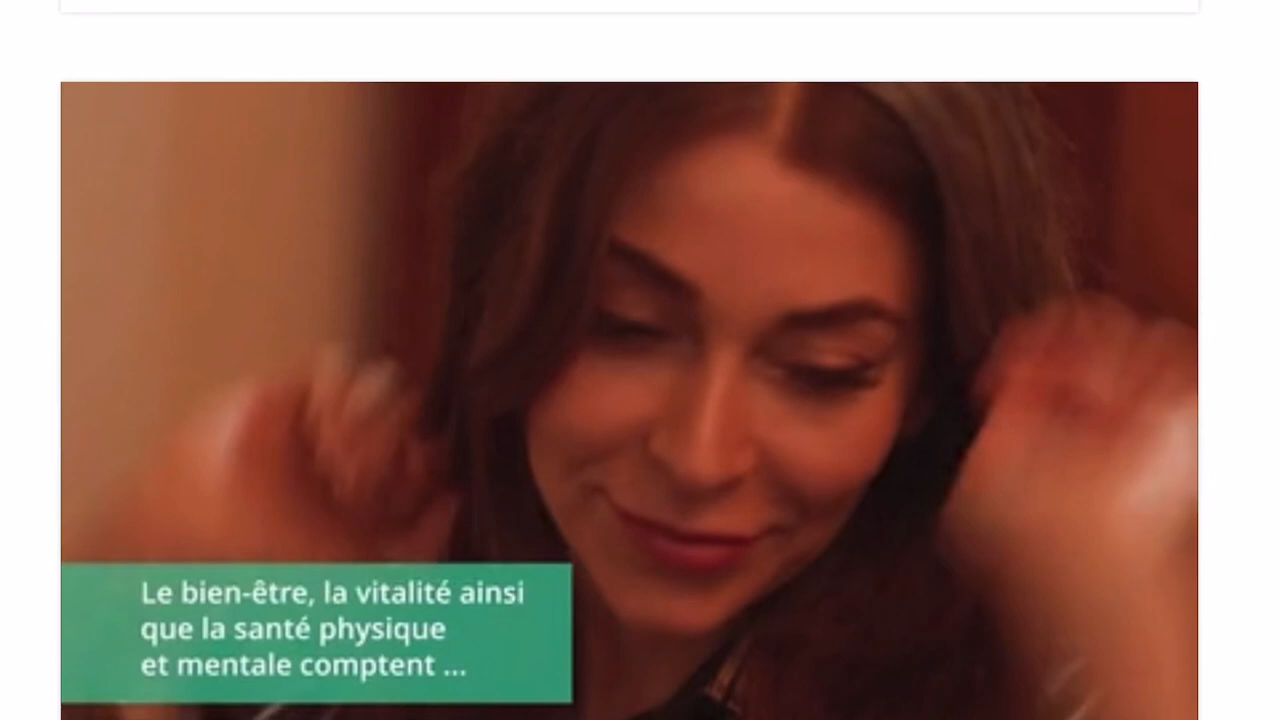 Le bien-être, la vitalité ainsi
que la santé physique
et mentale comptent ...